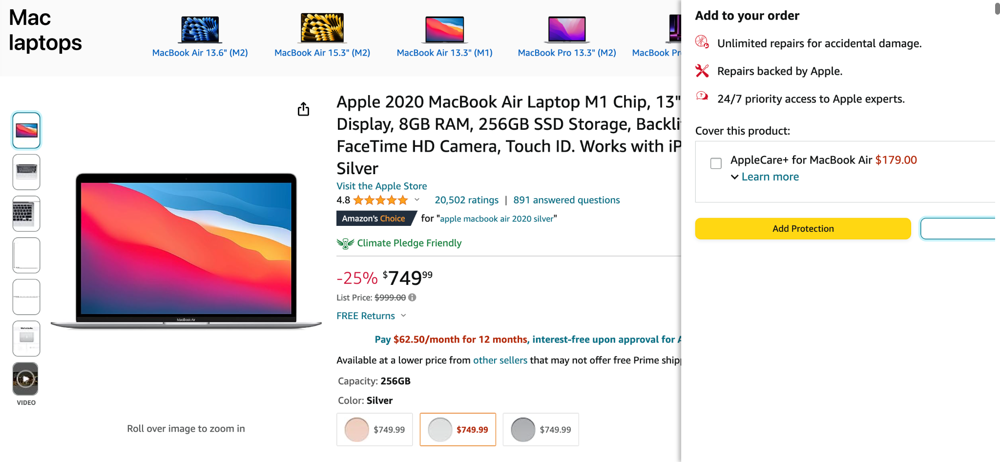 Mac
laptops
MacBook Air 13.6" (M2)
MacBook Air 15.3" (M2)
MacBook Air 13.3" (M1)
MacBook Pro 13.3" (M2)
MacBook Pr
Apple 2020 MacBook Air Laptop M1 Chip, 13"
Display, 8GB RAM, 256GB SSD Storage, Backli
FaceTime HD Camera, Touch ID. Works with iP
Silver
Visit the Apple Store
4.8 20,502 ratings | 891 answered questions
Amazon's Choice for "apple macbook air 2020 silver"
Climate Pledge Friendly
-25% $749.99
List Price: $999.00
FREE Returns
Pay $62.50/month for 12 months, interest-free upon approval for A
Available at a lower price from other sellers that may not offer free Prime ship
Capacity: 256GB
Color: Silver
$749.99
$749.99
$749.99
MacBook Air
VIDEO
Roll over image to zoom in
Add to your order
Unlimited repairs for accidental damage.
Repairs backed by Apple.
24/7 priority access to Apple experts.
Cover this product:
AppleCare+ for MacBook Air $179.00
Learn more
Add Protection